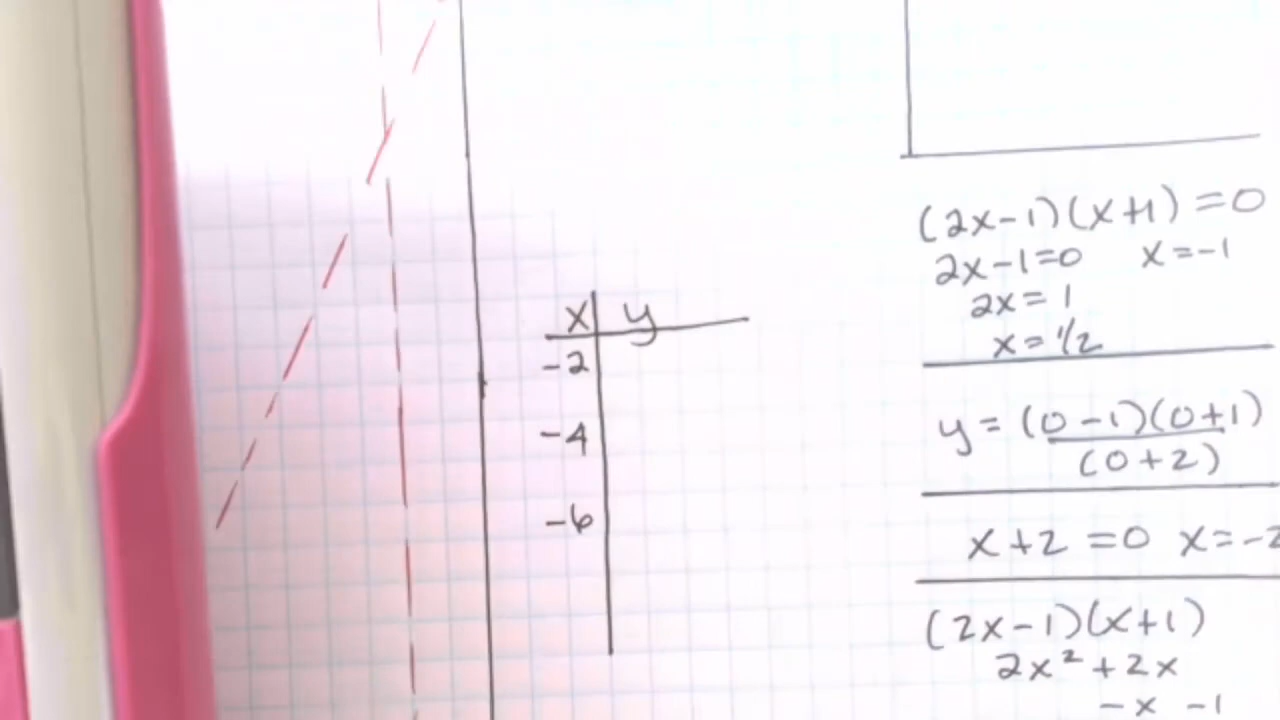 x y
-2
-4
-6
(2x-1)(x+1)=0
2x-1=0 x=-1
2x=1
x=1/2
y=(0-1)(0+1)
(0+2)
x+2=0 x=-2
(2x-1)(x+1)
2x²+2x
-x -1